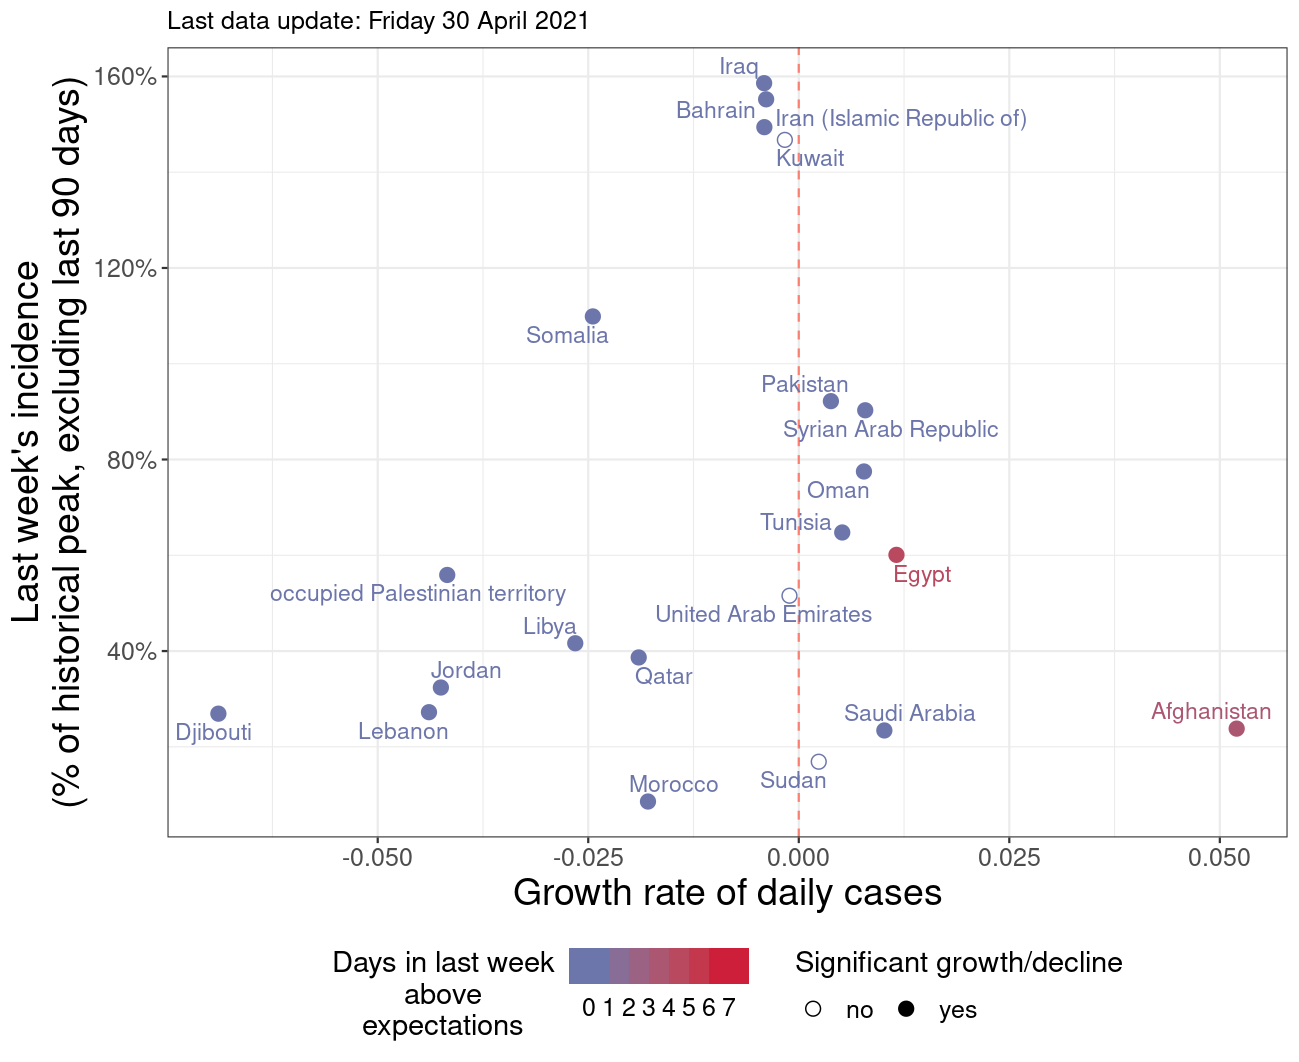 Last data update: Friday 30 April 2021
Last week's incidence
(% of historical peak, excluding last 90 days)
160%
120%
80%
40%
Iraq
Bahrain
Iran (Islamic Republic of)
Kuwait
Somalia
Pakistan
Syrian Arab Republic
Oman
Tunisia
Egypt
occupied Palestinian territory
United Arab Emirates
Libya
Jordan
Qatar
Djibouti
Lebanon
Saudi Arabia
Afghanistan
Sudan
Morocco
-0.050 -0.025 0.000 0.025 0.050
Growth rate of daily cases
Days in last week
above
expectations
0 1 2 3 4 5 6 7
Significant growth/decline
no yes